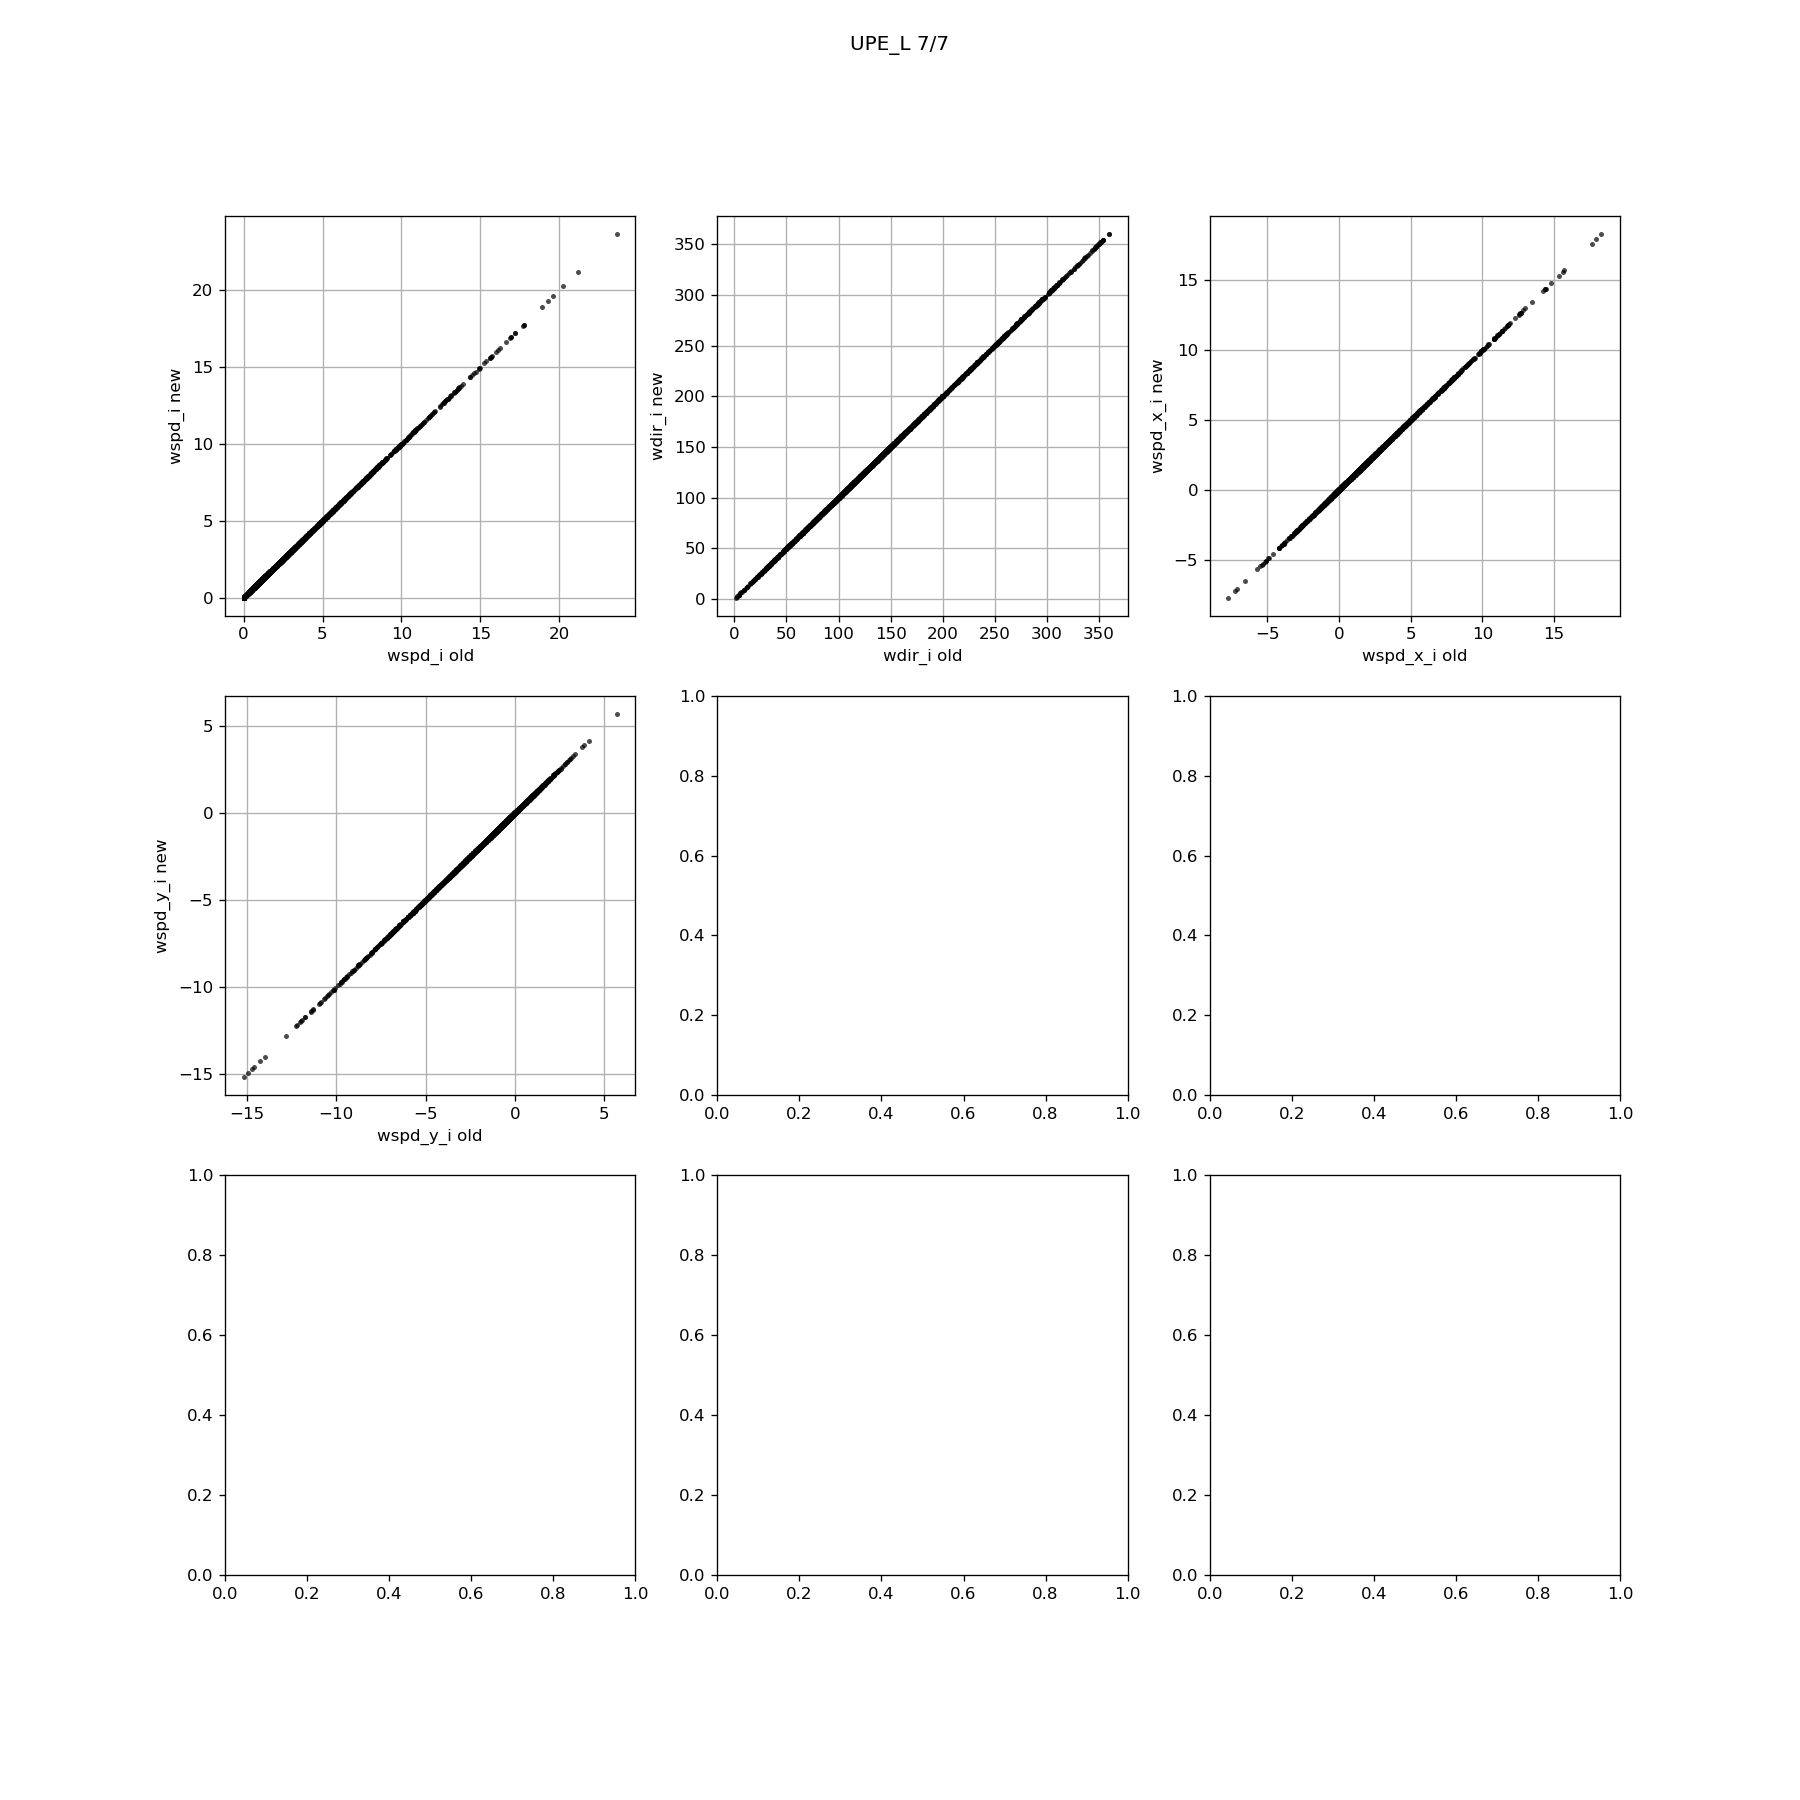 UPE_L 7/7
wspd_i new
20
15
10
5
0
0 5 10 15 20
wspd_i old
wdir_i new
350
300
250
200
150
100
50
0
0 50 100 150 200 250 300 350
wdir_i old
wspd_x_i new
15
10
5
0
−5
−5 0 5 10 15
wspd_x_i old
wspd_y_i new
5
0
−5
−10
−15
−15 −10 −5 0 5
wspd_y_i old
1.0
0.8
0.6
0.4
0.2
0.0
0.0 0.2 0.4 0.6 0.8 1.0
1.0
0.8
0.6
0.4
0.2
0.0
0.0 0.2 0.4 0.6 0.8 1.0
1.0
0.8
0.6
0.4
0.2
0.0
0.0 0.2 0.4 0.6 0.8 1.0
1.0
0.8
0.6
0.4
0.2
0.0
0.0 0.2 0.4 0.6 0.8 1.0
1.0
0.8
0.6
0.4
0.2
0.0
0.0 0.2 0.4 0.6 0.8 1.0